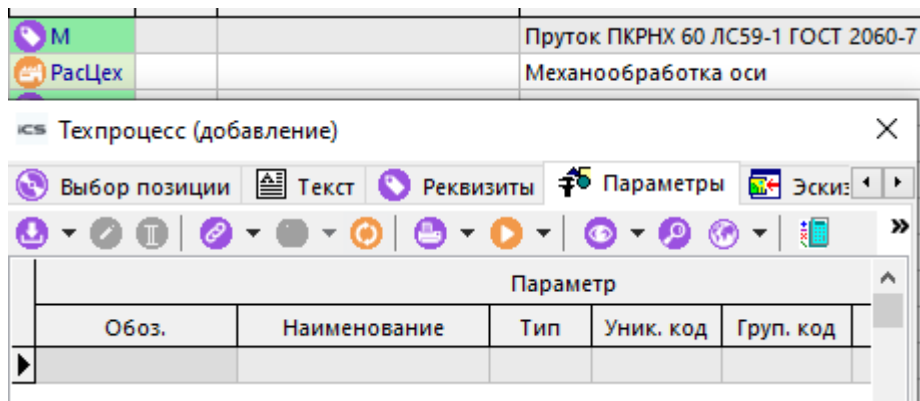 М Пруток ПКРНХ 60 ЛС59-1 ГОСТ 2060-7
РасЦех Механообработка оси
iCS Техпроцесс (добавление)
Выбор позиции Текст Реквизиты Параметры Эскиз
Параметр
Обоз. Наименование Тип Уник. код Груп. код